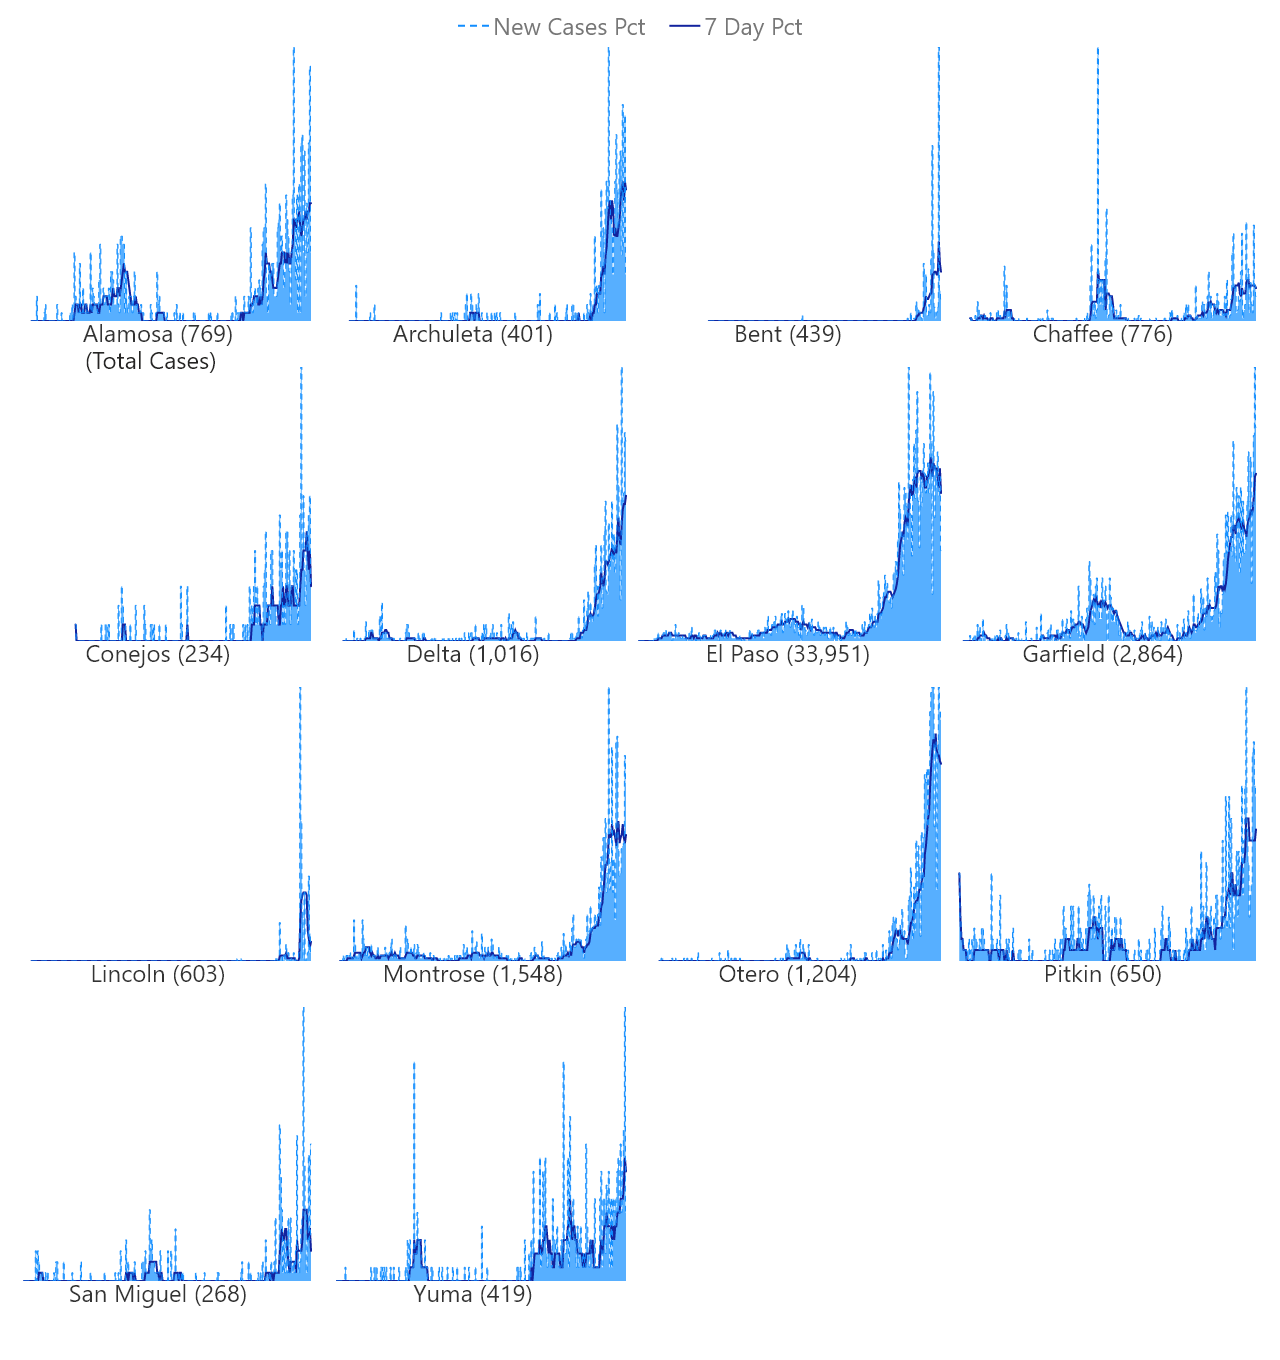 New Cases Pct 7 Day Pct
Alamosa (769) Archuleta (401) Bent (439) Chaffee (776)
(Total Cases)
Conejos (234) Delta (1,016) El Paso (33,951) Garfield (2,864)
Lincoln (603) Montrose (1,548) Otero (1,204) Pitkin (650)
San Miguel (268) Yuma (419)